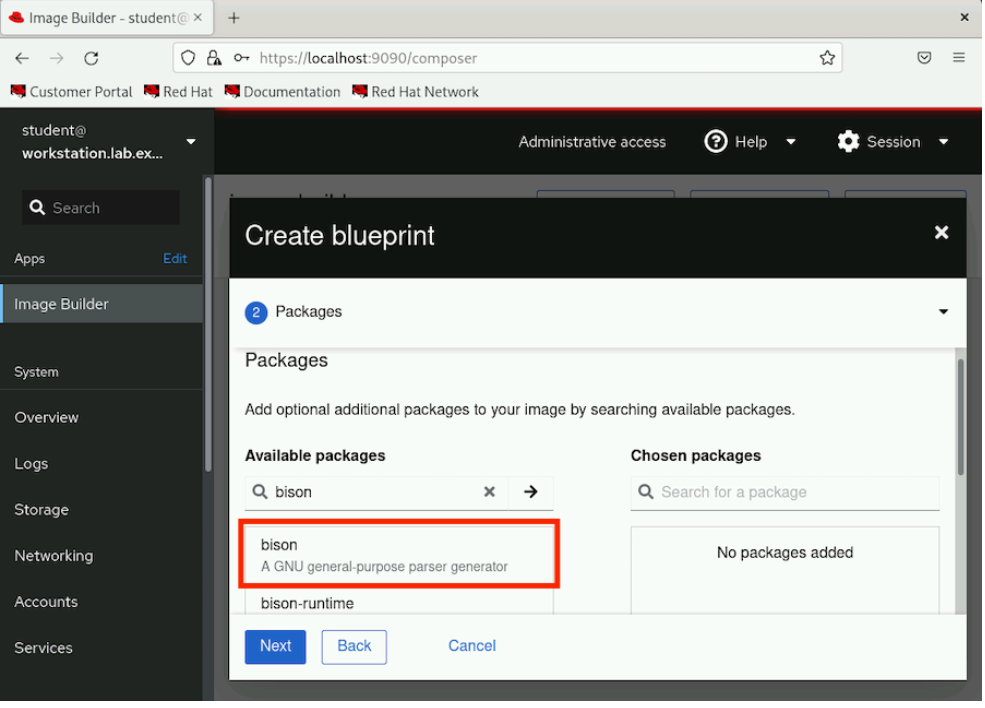 Image Builder - student@
https://localhost:9090/composer
Customer Portal Red Hat Documentation Red Hat Network
student@
workstation.lab.ex...
Administrative access Help Session
Search
Apps Edit
Image Builder
System
Overview
Logs
Storage
Networking
Accounts
Services
Create blueprint
2 Packages
Packages
Add optional additional packages to your image by searching available packages.
Available packages
bison
bison
A GNU general-purpose parser generator
bison-runtime
Chosen packages
Search for a package
No packages added
Next Back Cancel